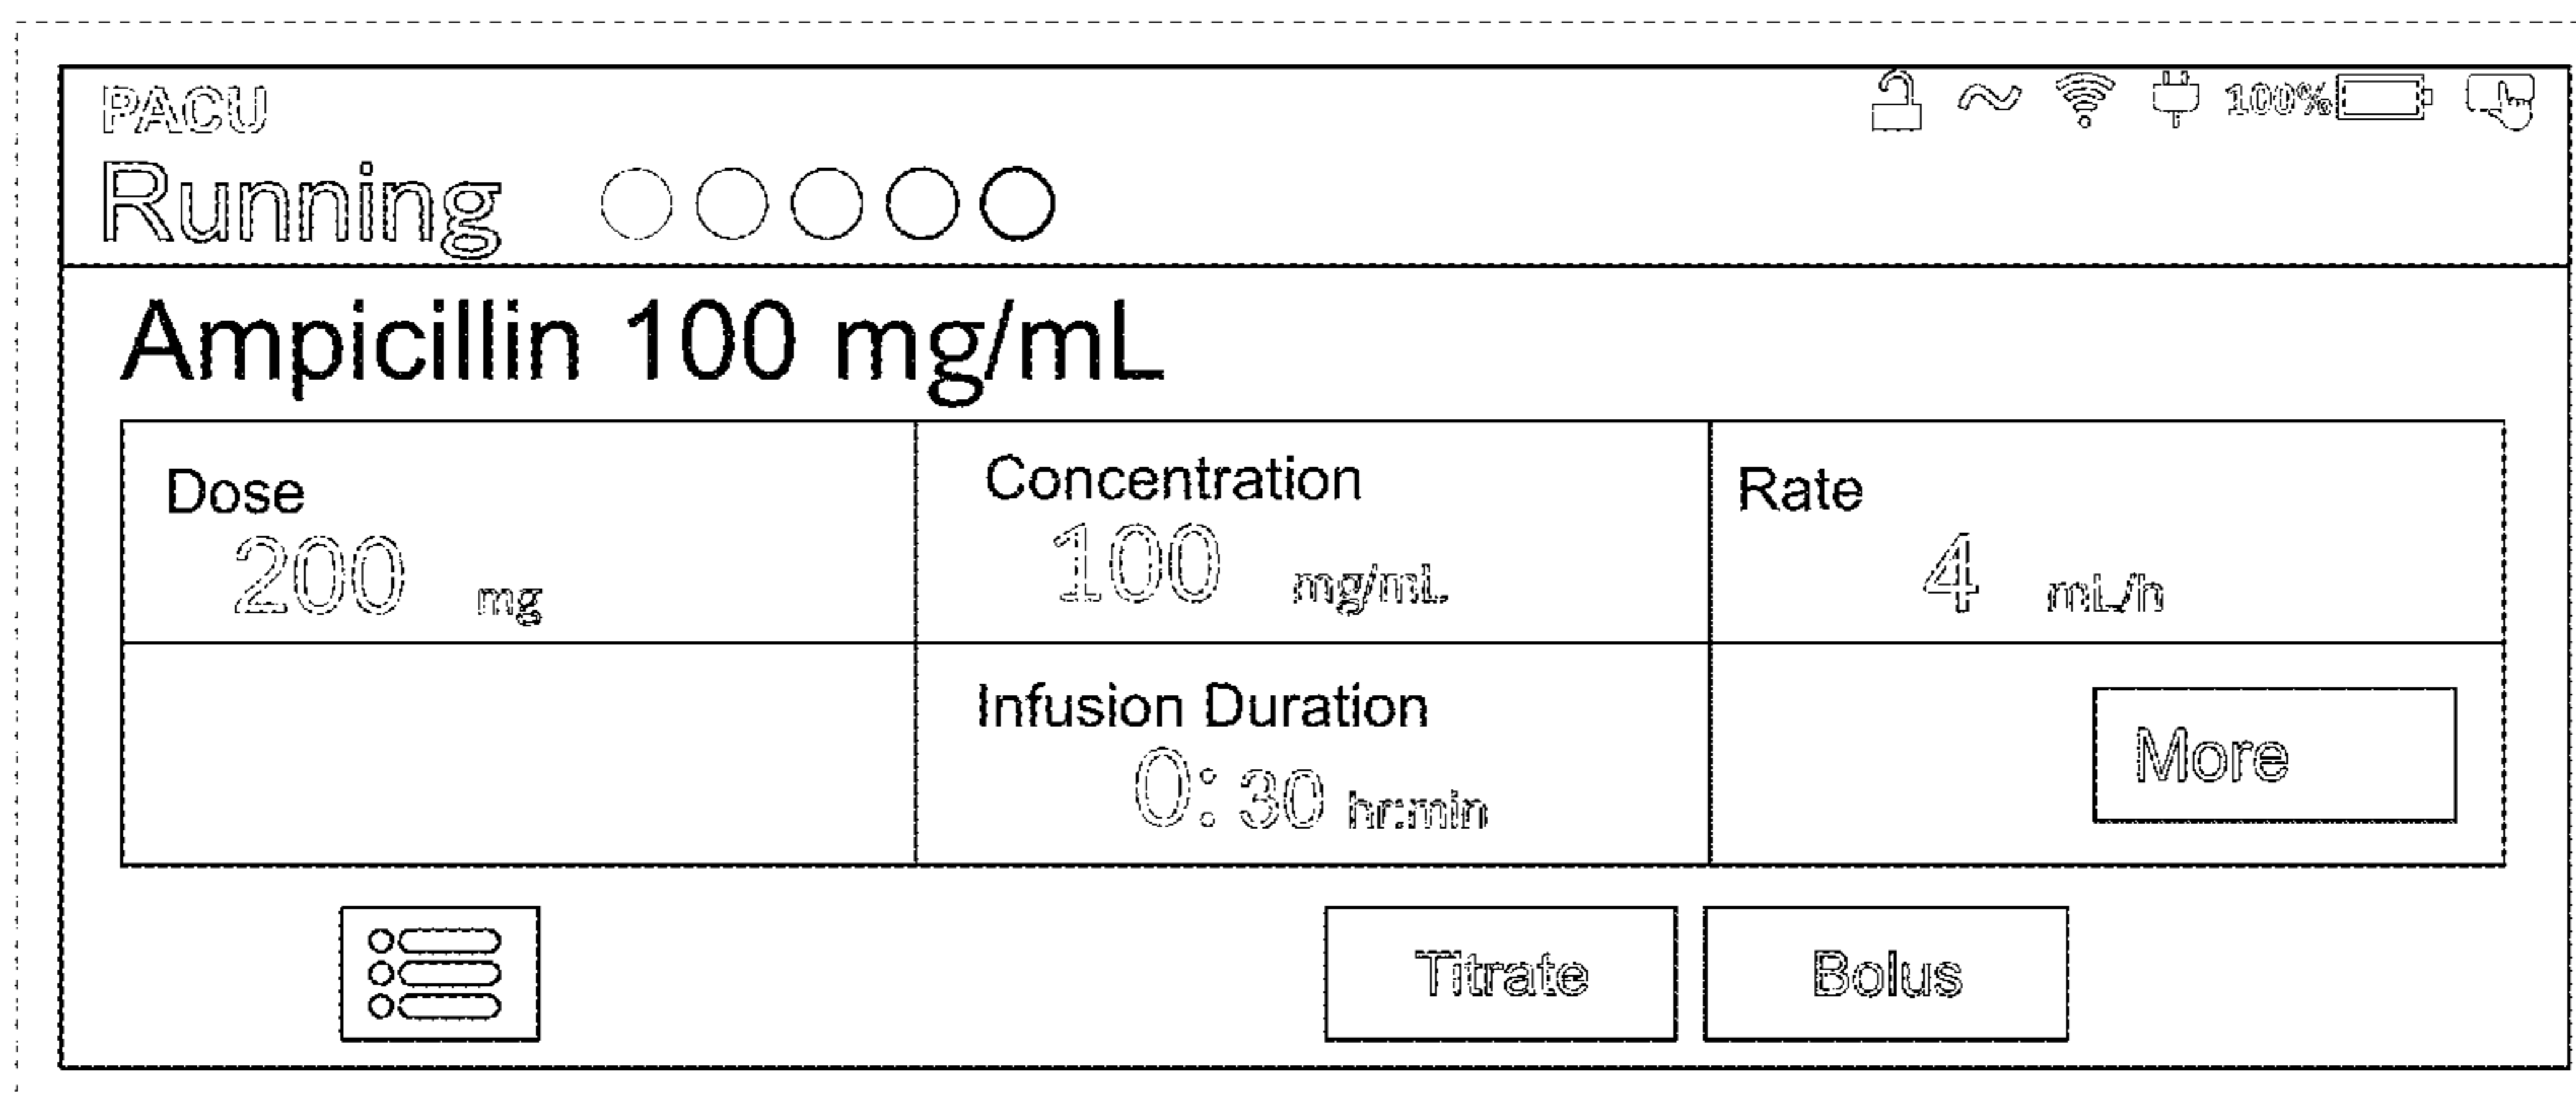 PACU 100%
Running
Ampicillin 100 mg/mL
Dose Concentration Rate
200 mg 100 mg/mL 4 mL/h
Infusion Duration
0:30 hr:min
More
Titrate Bolus